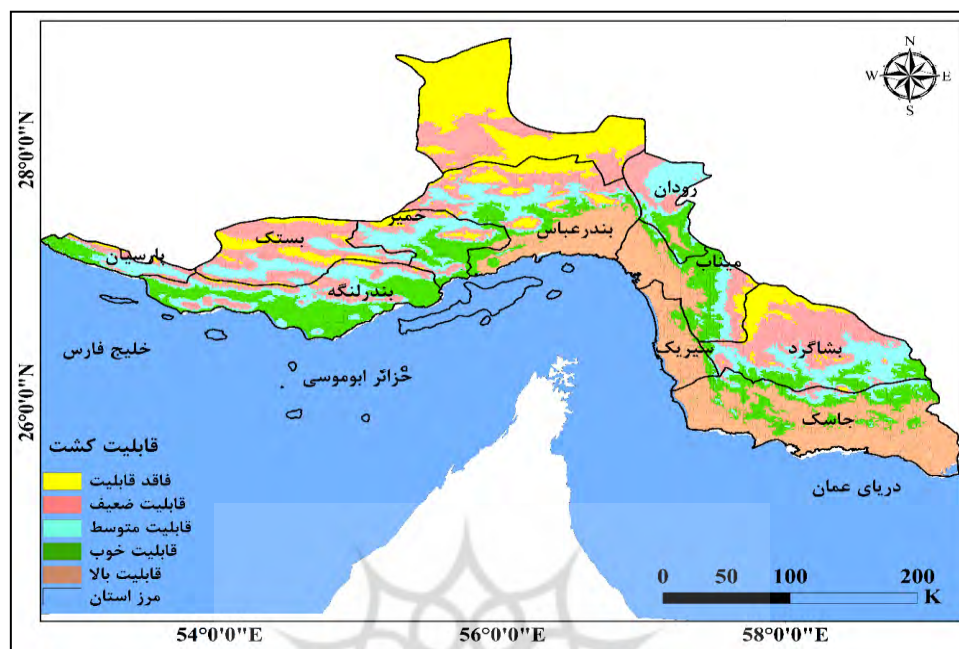 N
W E
S
28°0'0"N
26°0'0"N
رودان
خمیر
بندرعباس
بستک
میناب
پارسیان
بندرلنگه
سیریک
بشاگرد
خلیج فارس
جزائر ابوموسی
جاسک
دریای عمان
قابلیت کشت
فاقد قابلیت
قابلیت ضعیف
قابلیت متوسط
قابلیت خوب
قابلیت بالا
مرز استان
0 50 100 200
K
54°0'0"E 56°0'0"E 58°0'0"E